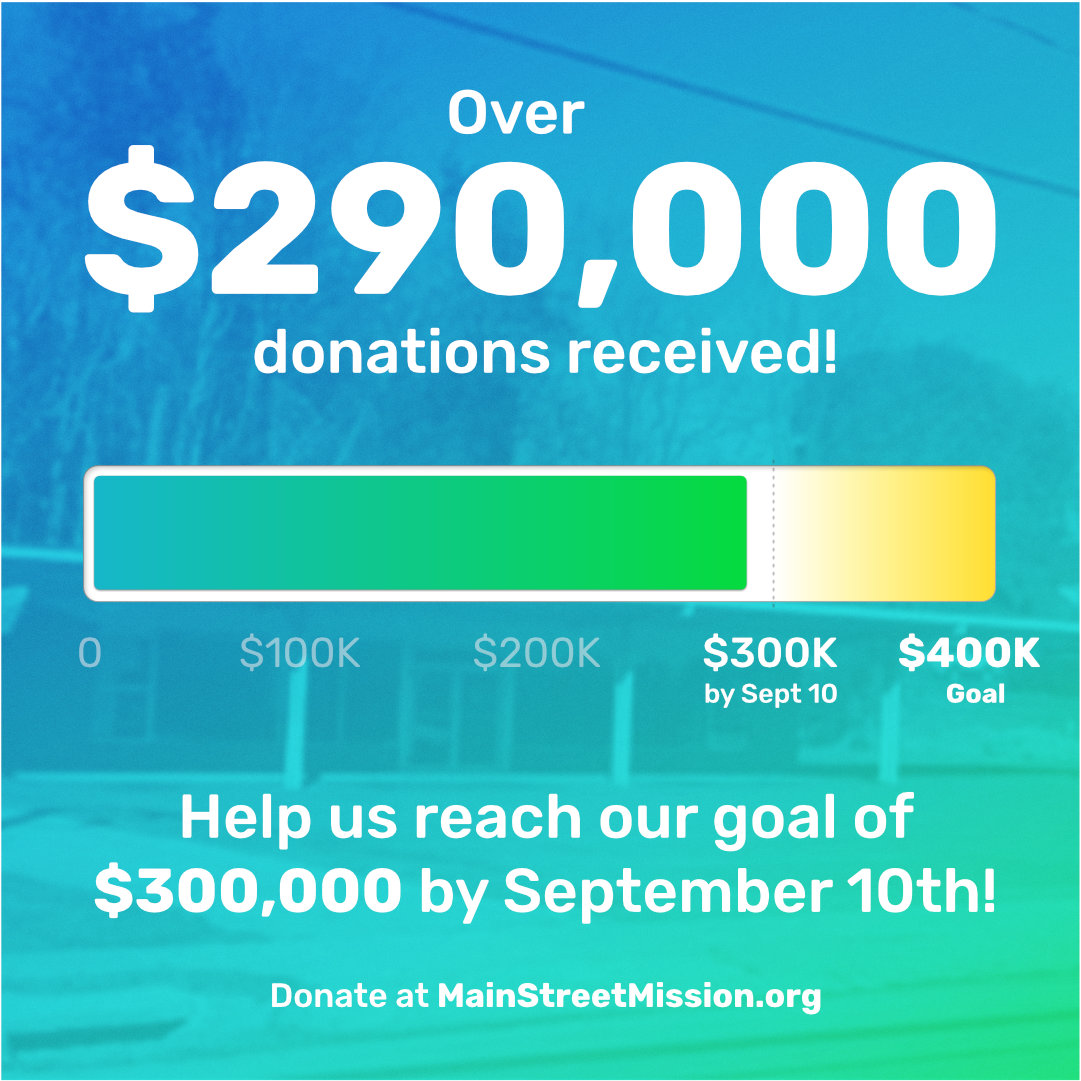 Over
$290,000
donations received!
0 $100K $200K $300K $400K
by Sept 10 Goal
Help us reach our goal of
$300,000 by September 10th!
Donate at MainStreetMission.org